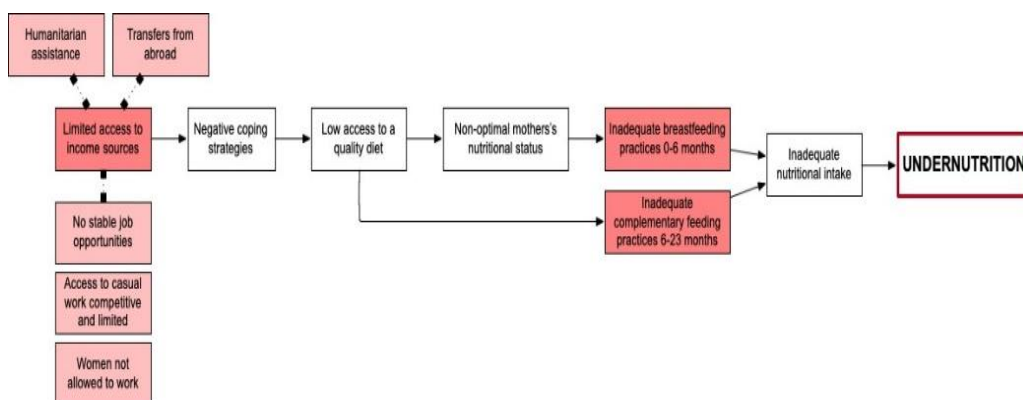 Humanitarian
assistance
Transfers from
abroad
Limited access to
income sources
Negative coping
strategies
Low access to a
quality diet
Non-optimal mothers's
nutritional status
Inadequate breastfeeding
practices 0-6 months
Inadequate
nutritional intake
UNDERNUTRITION
Inadequate
complementary feeding
practices 6-23 months
No stable job
opportunities
Access to casual
work competitive
and limited
Women not
allowed to work